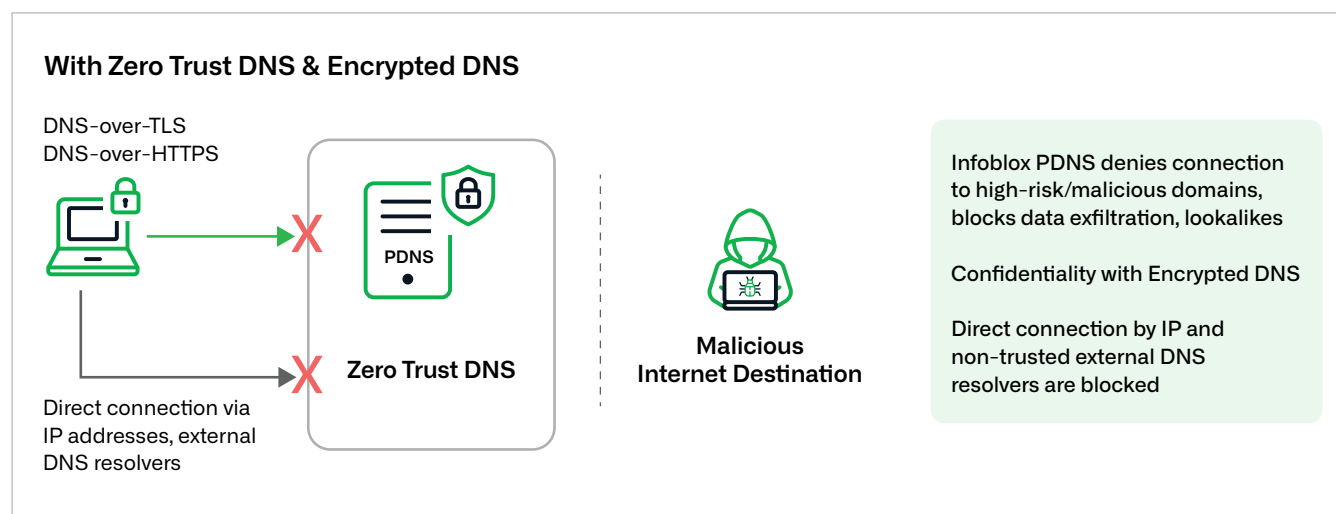 With Zero Trust DNS & Encrypted DNS
DNS-over-TLS
DNS-over-HTTPS
PDNS
Zero Trust DNS
Direct connection via
IP addresses, external
DNS resolvers
Malicious
Internet Destination
Infoblox PDNS denies connection
to high-risk/malicious domains,
blocks data exfiltration, lookalikes
Confidentiality with Encrypted DNS
Direct connection by IP and
non-trusted external DNS
resolvers are blocked